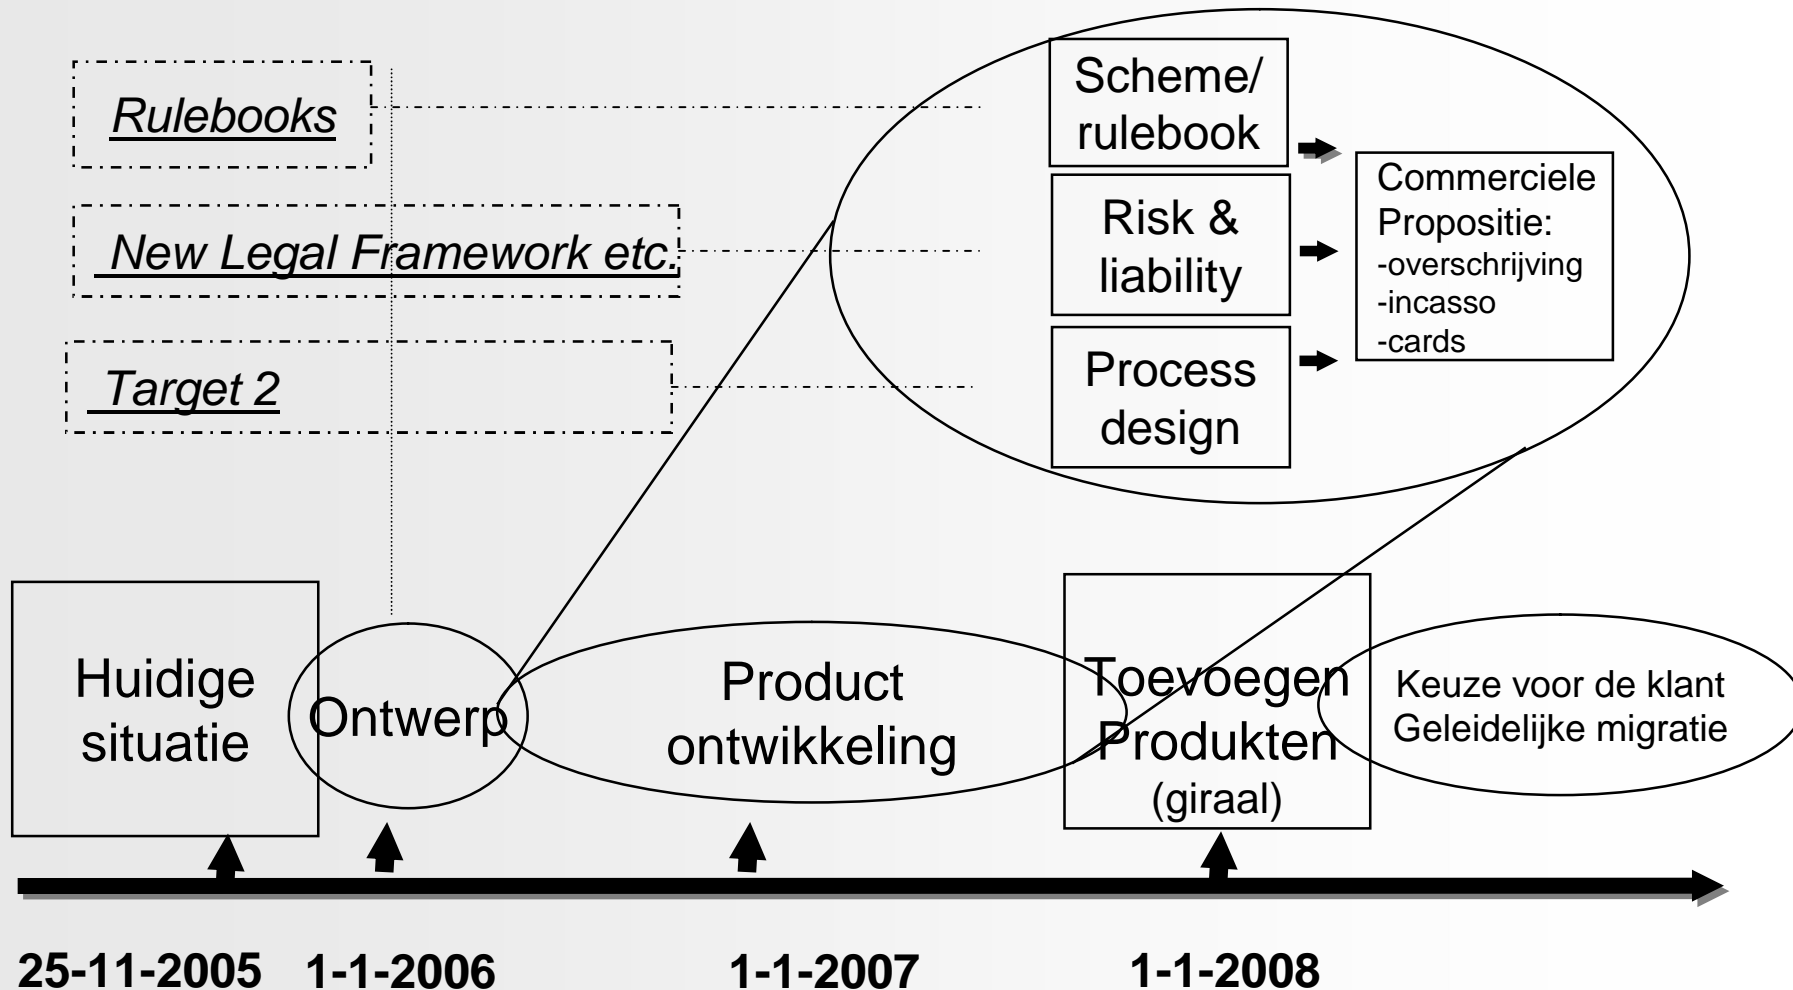 Rulebooks
New Legal Framework etc.
Target 2
Scheme/
rulebook
Risk &
liability
Process
design
Commerciele
Propositie:
-overschrijving
-incasso
-cards
Huidige
situatie
Ontwerp
Product
ontwikkeling
Toevoegen
Produkten
(giraal)
Keuze voor de klant
Geleidelijke migratie
25-11-2005
1-1-2006
1-1-2007
1-1-2008